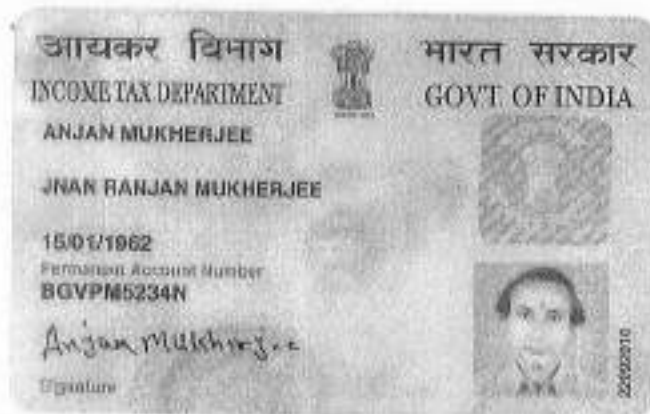 आयकर विभाग भारत सरकार
INCOME TAX DEPARTMENT GOVT. OF INDIA
ANJAN MUKHERJEE
JNAN RANJAN MUKHERJEE
15/01/1962
Permanent Account Number
BGVPM5234N
Anjan Mukherjee
Signature
22092010